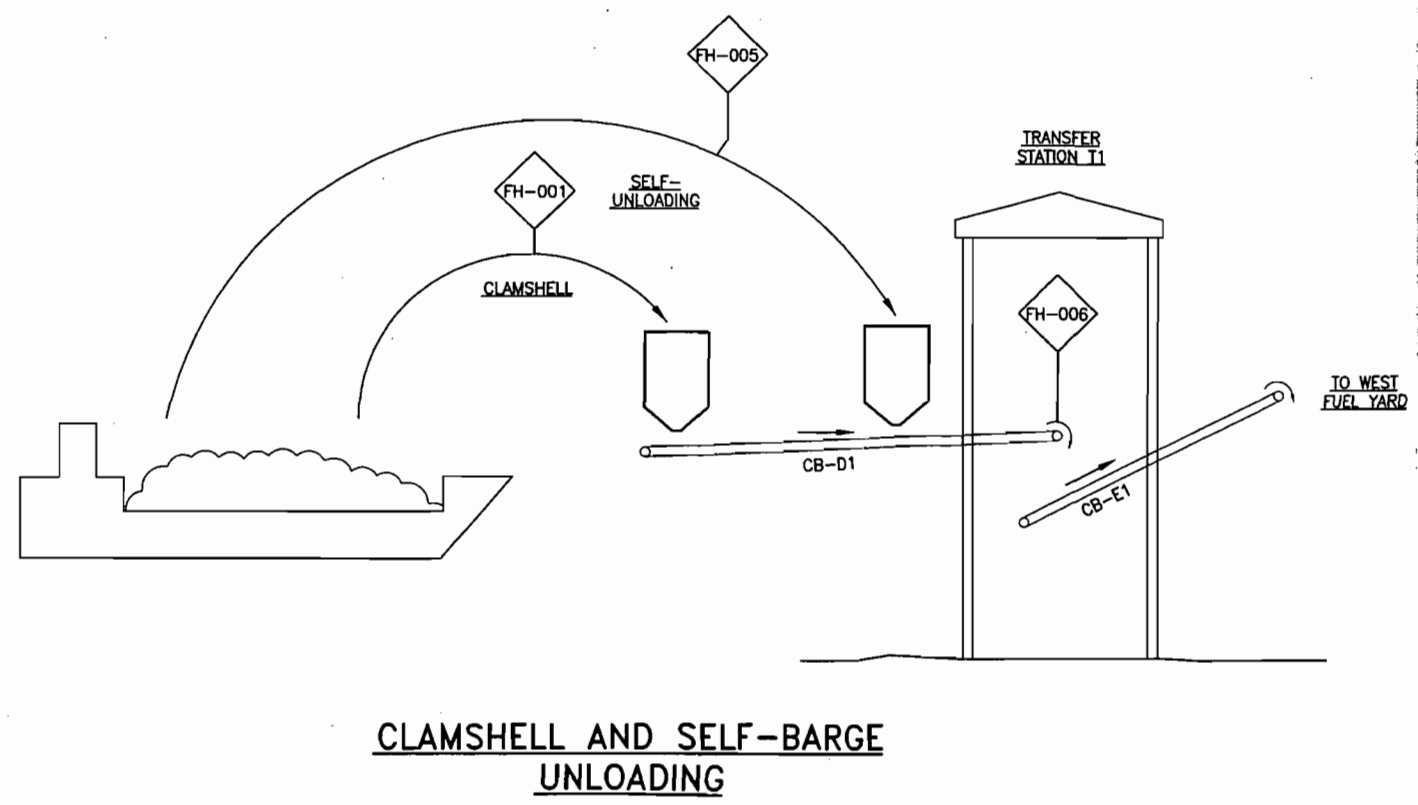 FH-005
TRANSFER
STATION T1
FH-001
SELF-
UNLOADING
CLAMSHELL
FH-006
TO WEST
FUEL YARD
CB-D1
CB-E1
CLAMSHELL AND SELF-BARGE
UNLOADING